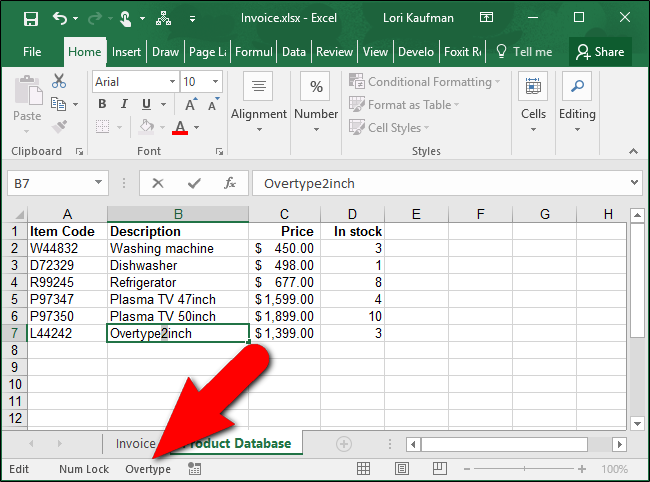 Invoice.xlsx - Excel Lori Kaufman
File Home Insert Draw Page La Formul Data Review View Develo Foxit Re Tell me Share
Arial 10 % Conditional Formatting
Paste B I U A A Alignment Number Format as Table Cells Editing
A Cell Styles
Clipboard Font Styles
B7 fx Overtype2inch
A B C D E F G H
1 Item Code Description Price In stock
2 W44832 Washing machine $ 450.00 3
3 D72329 Dishwasher $ 498.00 1
4 R99245 Refrigerator $ 677.00 8
5 P97347 Plasma TV 47inch $ 1,599.00 4
6 P97350 Plasma TV 50inch $ 1,899.00 10
7 L44242 Overtype2inch $ 1,399.00 3
8
9
10
11
12
Invoice Product Database
Edit Num Lock Overtype 100%